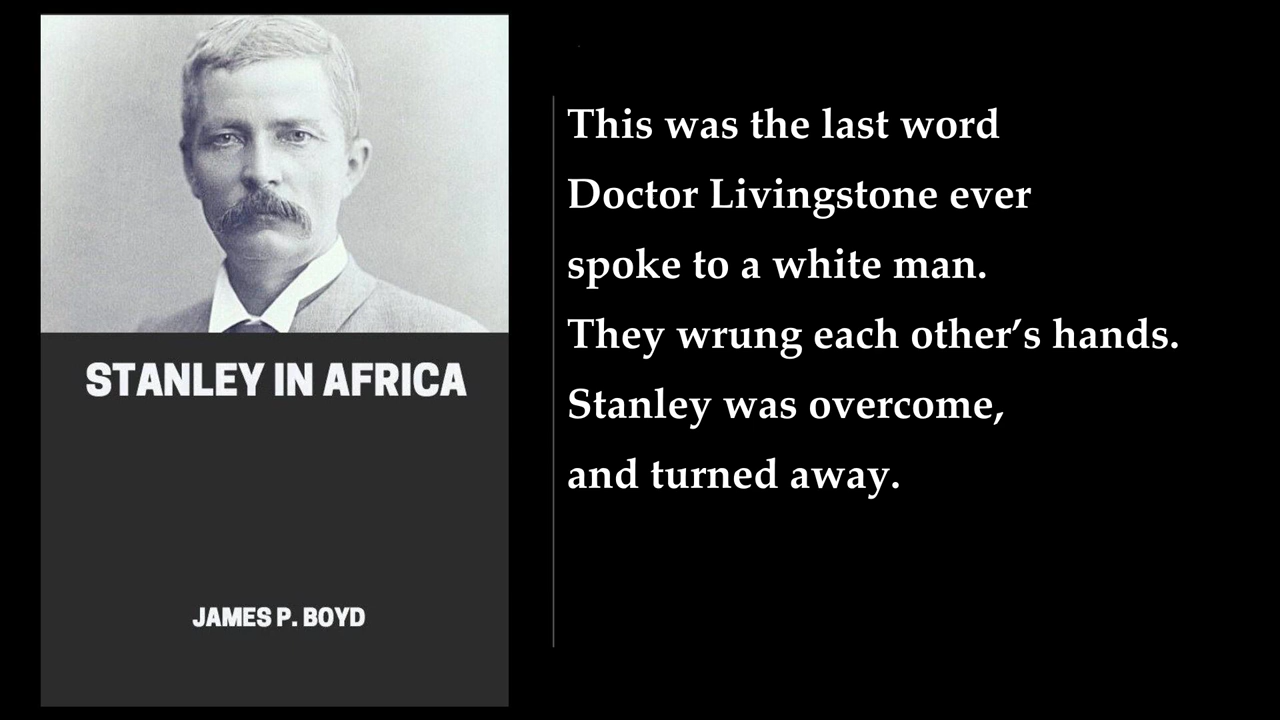 STANLEY IN AFRICA
JAMES P. BOYD
This was the last word
Doctor Livingstone ever
spoke to a white man.
They wrung each other’s hands.
Stanley was overcome,
and turned away.